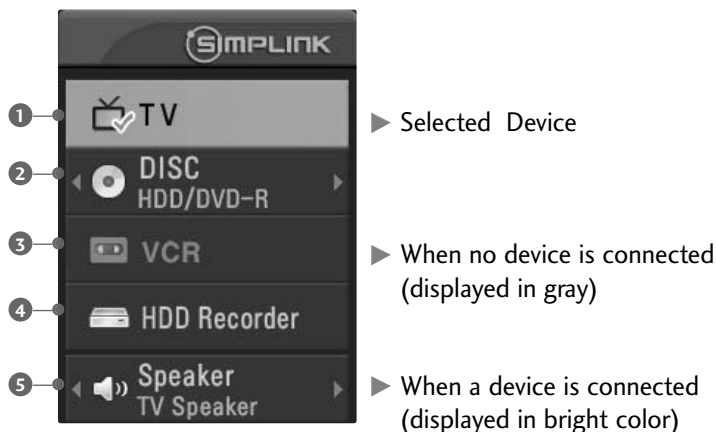 SIMPLINK
1 TV
Selected Device
2 DISC
HDD/DVD-R
3 VCR
When no device is connected
(displayed in gray)
4 HDD Recorder
5 Speaker
TV Speaker
When a device is connected
(displayed in bright color)